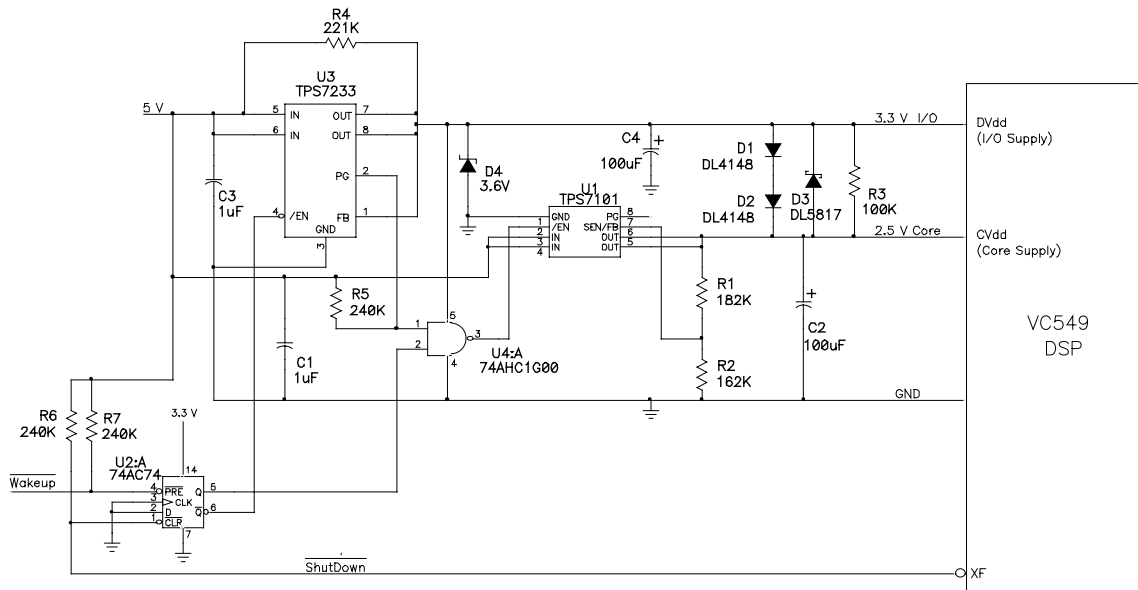 R4
221K
U3
TPS7233
5 V
5 IN OUT 7
6 IN OUT 8
PG 2
4 /EN FB 1
GND
3
C3
1uF
3.3 V I/O
DVdd
(I/O Supply)
C4
100uF
+
D1
DL4148
D2
DL4148
D3
DL5817
R3
100K
D4
3.6V
U1
TPS7101
1 GND PG 8
2 /EN SEN/FB 7
3 IN OUT 6
4 IN OUT 5
2.5 V Core
CVdd
(Core Supply)
R5
240K
R1
182K
+
C2
100uF
VC549
DSP
1
2
3
5
4
U4:A
74AHC1G00
C1
1uF
R2
162K
GND
R6
240K
R7
240K
3.3 V
U2:A
74AC74
14
Wakeup
4 PRE Q 5
3 CLK
2 D Q 6
1 CLR
7
ShutDown
XF